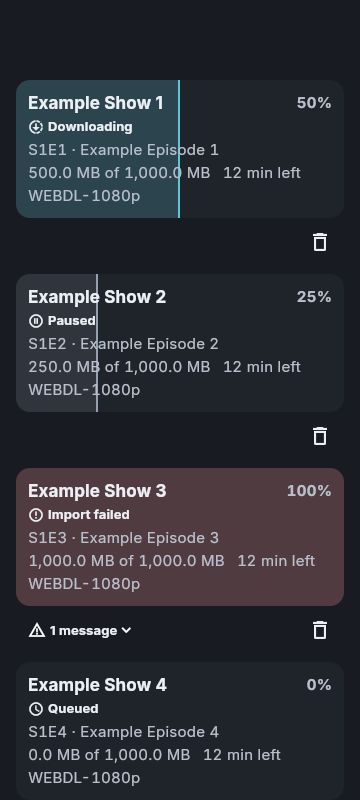 Example Show 1 50%
Downloading
S1E1 · Example Episode 1
500.0 MB of 1,000.0 MB 12 min left
WEBDL-1080p
Example Show 2 25%
Paused
S1E2 · Example Episode 2
250.0 MB of 1,000.0 MB 12 min left
WEBDL-1080p
Example Show 3 100%
Import failed
S1E3 · Example Episode 3
1,000.0 MB of 1,000.0 MB 12 min left
WEBDL-1080p
1 message
Example Show 4 0%
Queued
S1E4 · Example Episode 4
0.0 MB of 1,000.0 MB 12 min left
WEBDL-1080p